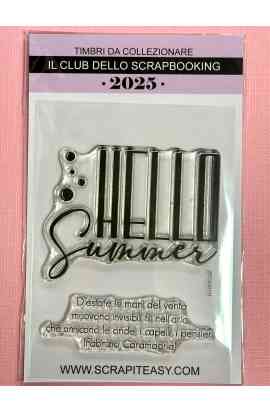 TIMBRI DA COLLEZIONARE
IL CLUB DELLO SCRAPBOOKING
· 2025 ·
HELLO
Summer
D'estate le mani del vento
muovono invisibili fili nell'aria
che amicano le onde, i capelli, i pensieri.
(Fabrizio Caramagna)
WWW.SCRAPITEASY.COM